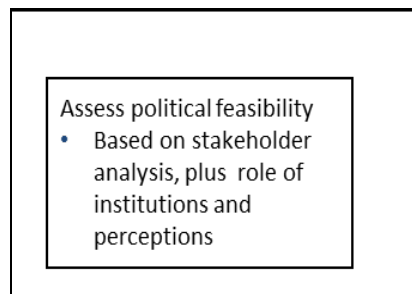 Assess political feasibility
• Based on stakeholder
analysis, plus role of
institutions and
perceptions